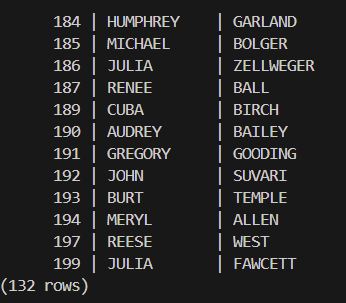 184 | HUMPHREY | GARLAND
185 | MICHAEL | BOLGER
186 | JULIA | ZELLWEGER
187 | RENEE | BALL
189 | CUBA | BIRCH
190 | AUDREY | BAILEY
191 | GREGORY | GOODING
192 | JOHN | SUVARI
193 | BURT | TEMPLE
194 | MERYL | ALLEN
197 | REESE | WEST
199 | JULIA | FAWCETT
(132 rows)